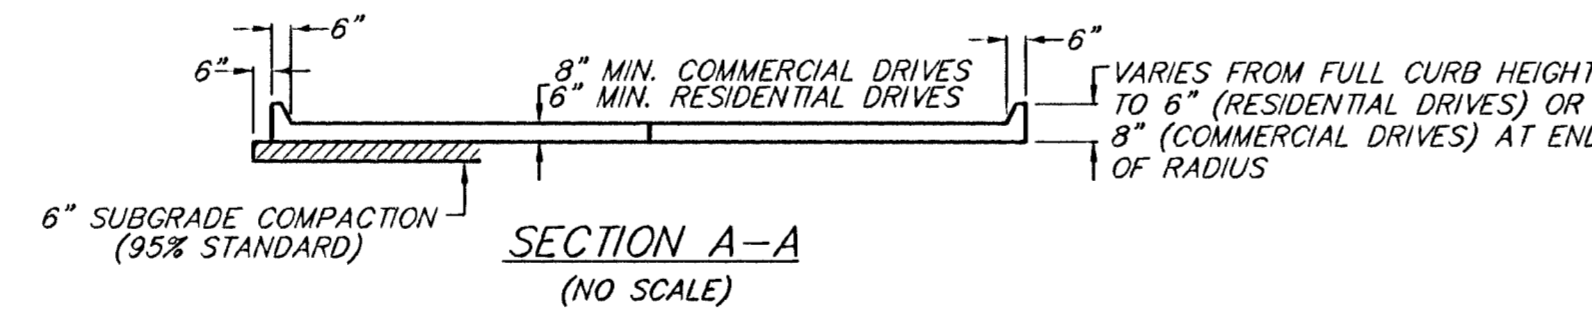 6"
6"
6"
8" MIN. COMMERCIAL DRIVES
6" MIN. RESIDENTIAL DRIVES
VARIES FROM FULL CURB HEIGHT
TO 6" (RESIDENTIAL DRIVES) OR
8" (COMMERCIAL DRIVES) AT
OF RADIUS
6" SUBGRADE COMPACTION
(95% STANDARD)
SECTION A-A
(NO SCALE)